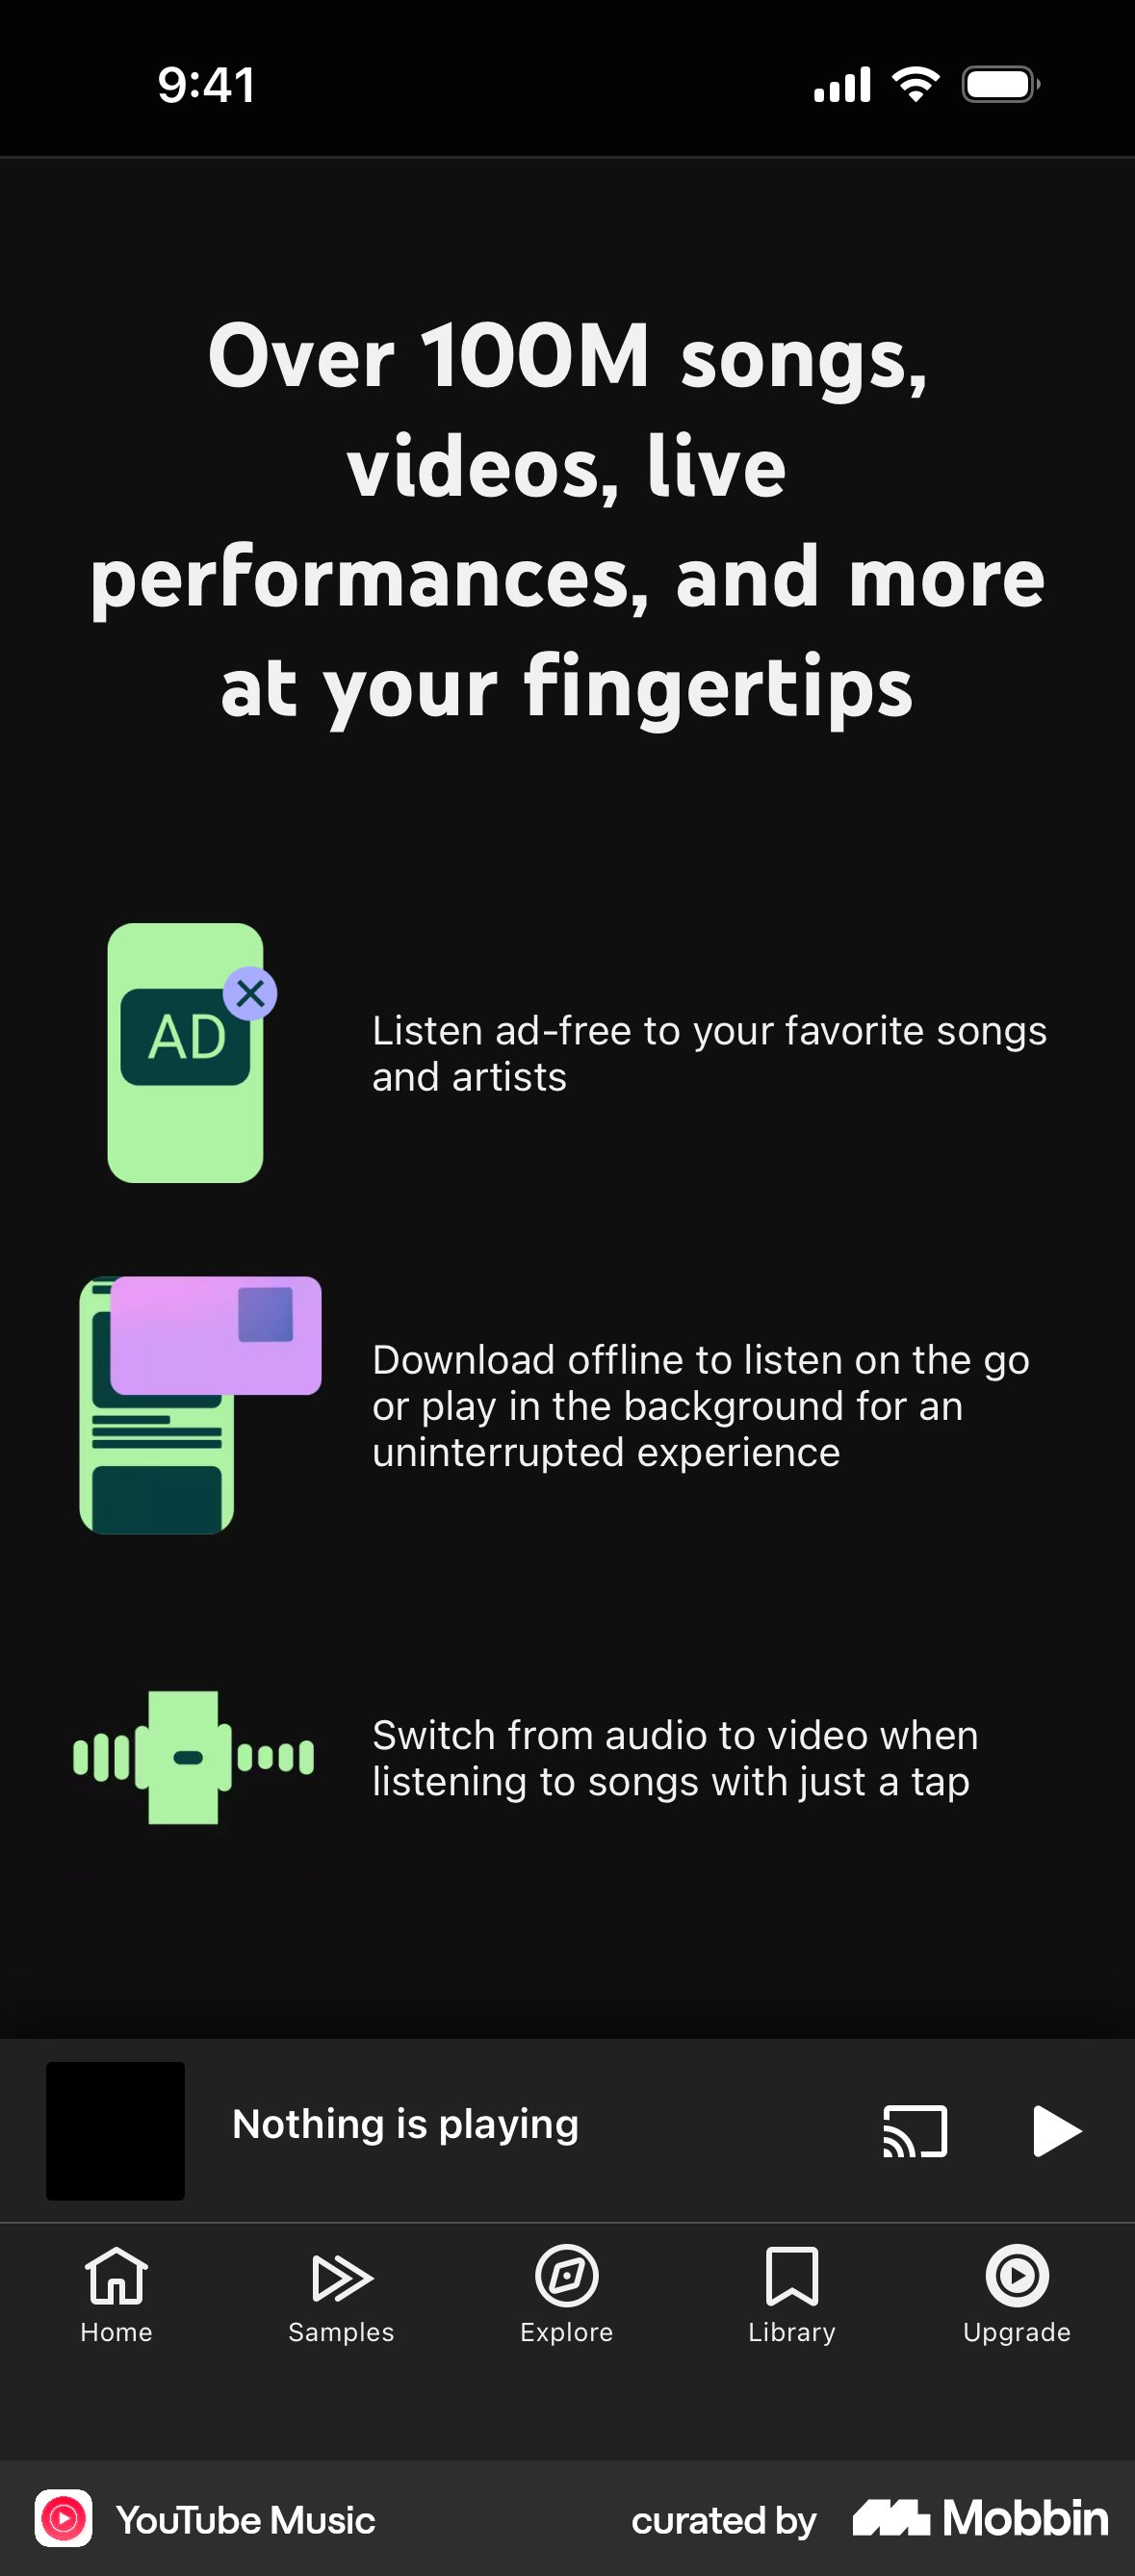 9:41
Over 100M songs,
videos, live
performances, and more
at your fingertips
AD
Listen ad-free to your favorite songs
and artists
Download offline to listen on the go
or play in the background for an
uninterrupted experience
Switch from audio to video when
listening to songs with just a tap
Nothing is playing
Home
Samples
Explore
Library
Upgrade
YouTube Music
curated by
Mobbin